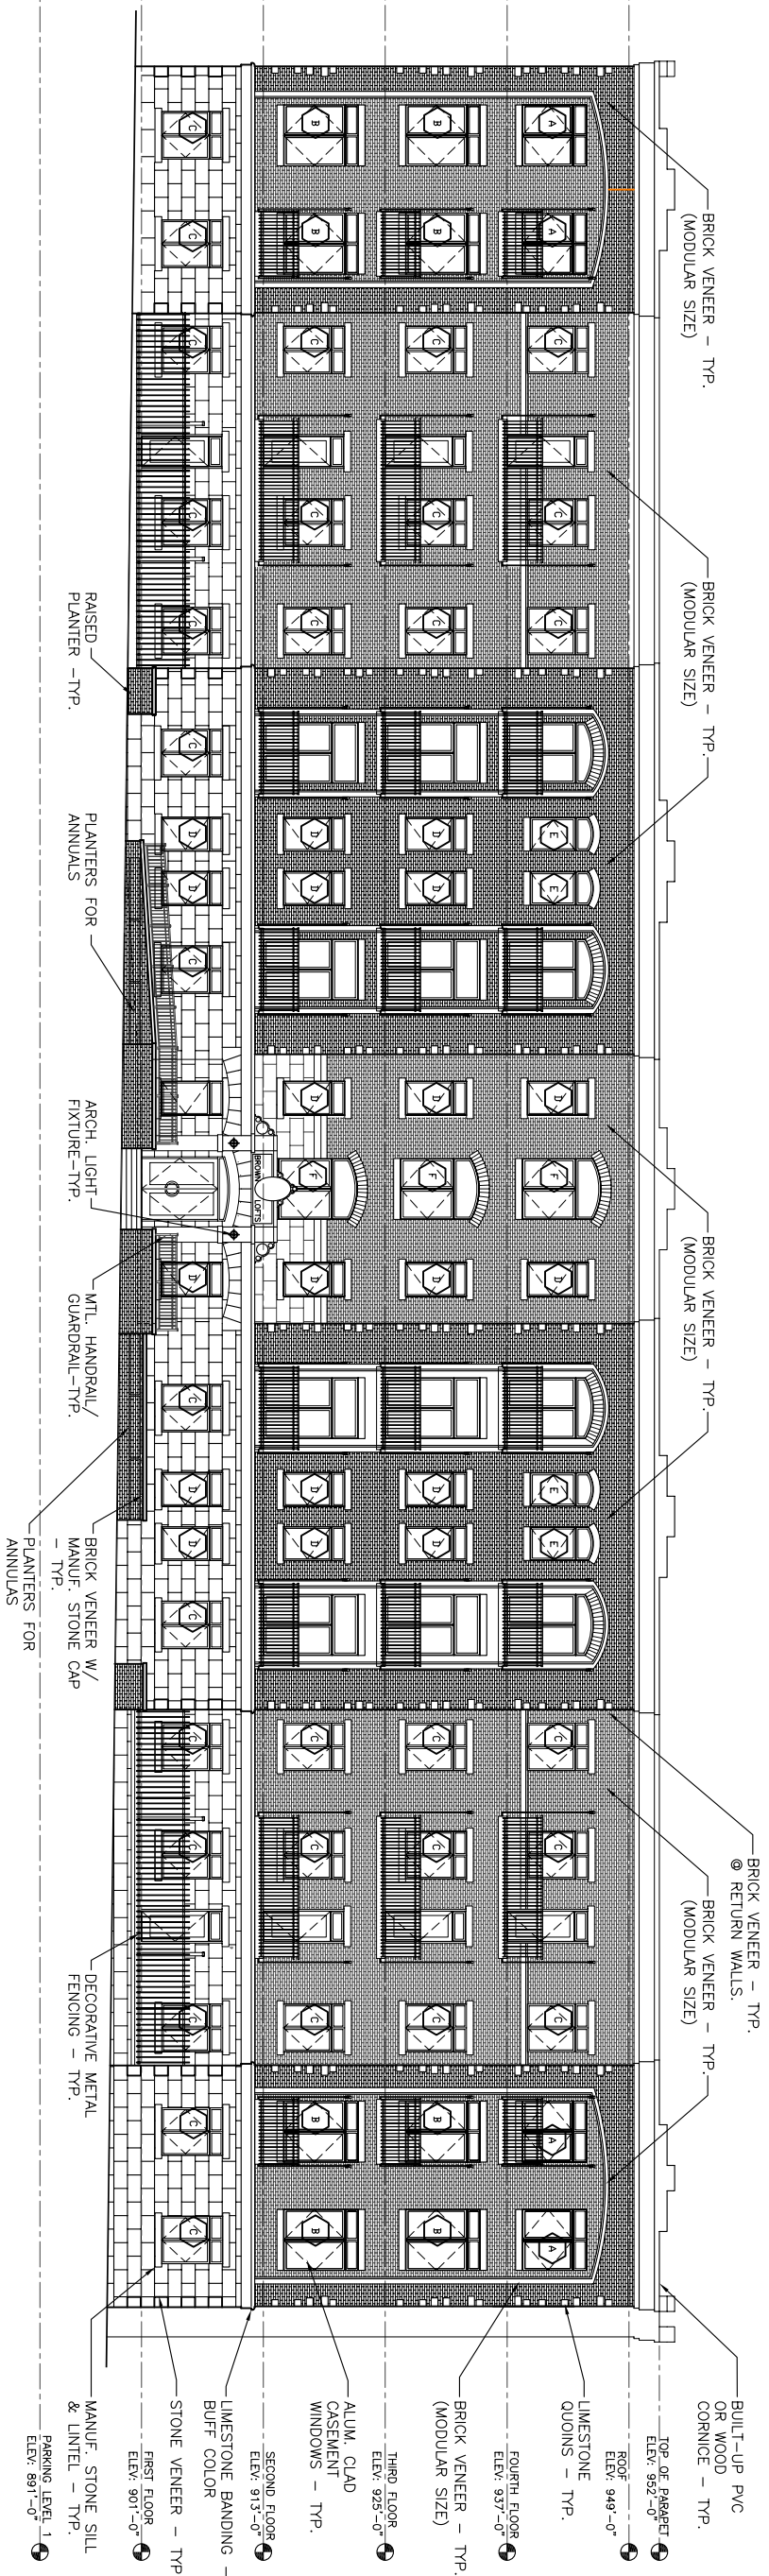 BRICK VENEER – TYP.
@ RETURN WALLS.
BRICK VENEER – TYP.
(MODULAR SIZE)
BRICK VENEER – TYP.
(MODULAR SIZE)
BRICK VENEER – TYP.
(MODULAR SIZE)
BRICK VENEER – TYP.
(MODULAR SIZE)
BUILT–UP PVC
OR WOOD
CORNICE – TYP.
TOP OF PARAPET
ELEV: 952'–0"
ROOF
ELEV: 949'–0"
A A C C C E E D F D E E C C C A A
LIMESTONE
QUOINS – TYP.
FOURTH FLOOR
ELEV: 937'–0"
B B C C C D D D F D D D C C C B B
BRICK VENEER – TYP.
(MODULAR SIZE)
THIRD FLOOR
ELEV: 925'–0"
B B C C C D D D F D D D C C C B B
ALUM. CLAD
CASEMENT
WINDOWS – TYP.
SECOND FLOOR
ELEV: 913'–0"
BROWN LOFTS
LIMESTONE BANDING –
BUFF COLOR
C C C C C C D D C D C D D C C C C C C
STONE VENEER – TYP
FIRST FLOOR
ELEV: 901'–0"
RAISED
PLANTER –TYP.
PLANTERS FOR
ANNUALS
ARCH. LIGHT
FIXTURE–TYP.
MTL. HANDRAIL/
GUARDRAIL–TYP.
BRICK VENEER W/
MANUF. STONE CAP
– TYP.
PLANTERS FOR
ANNULAS
DECORATIVE METAL
FENCING – TYP.
MANUF. STONE SILL
& LINTEL – TYP.
PARKING LEVEL 1
ELEV: 891'–0"